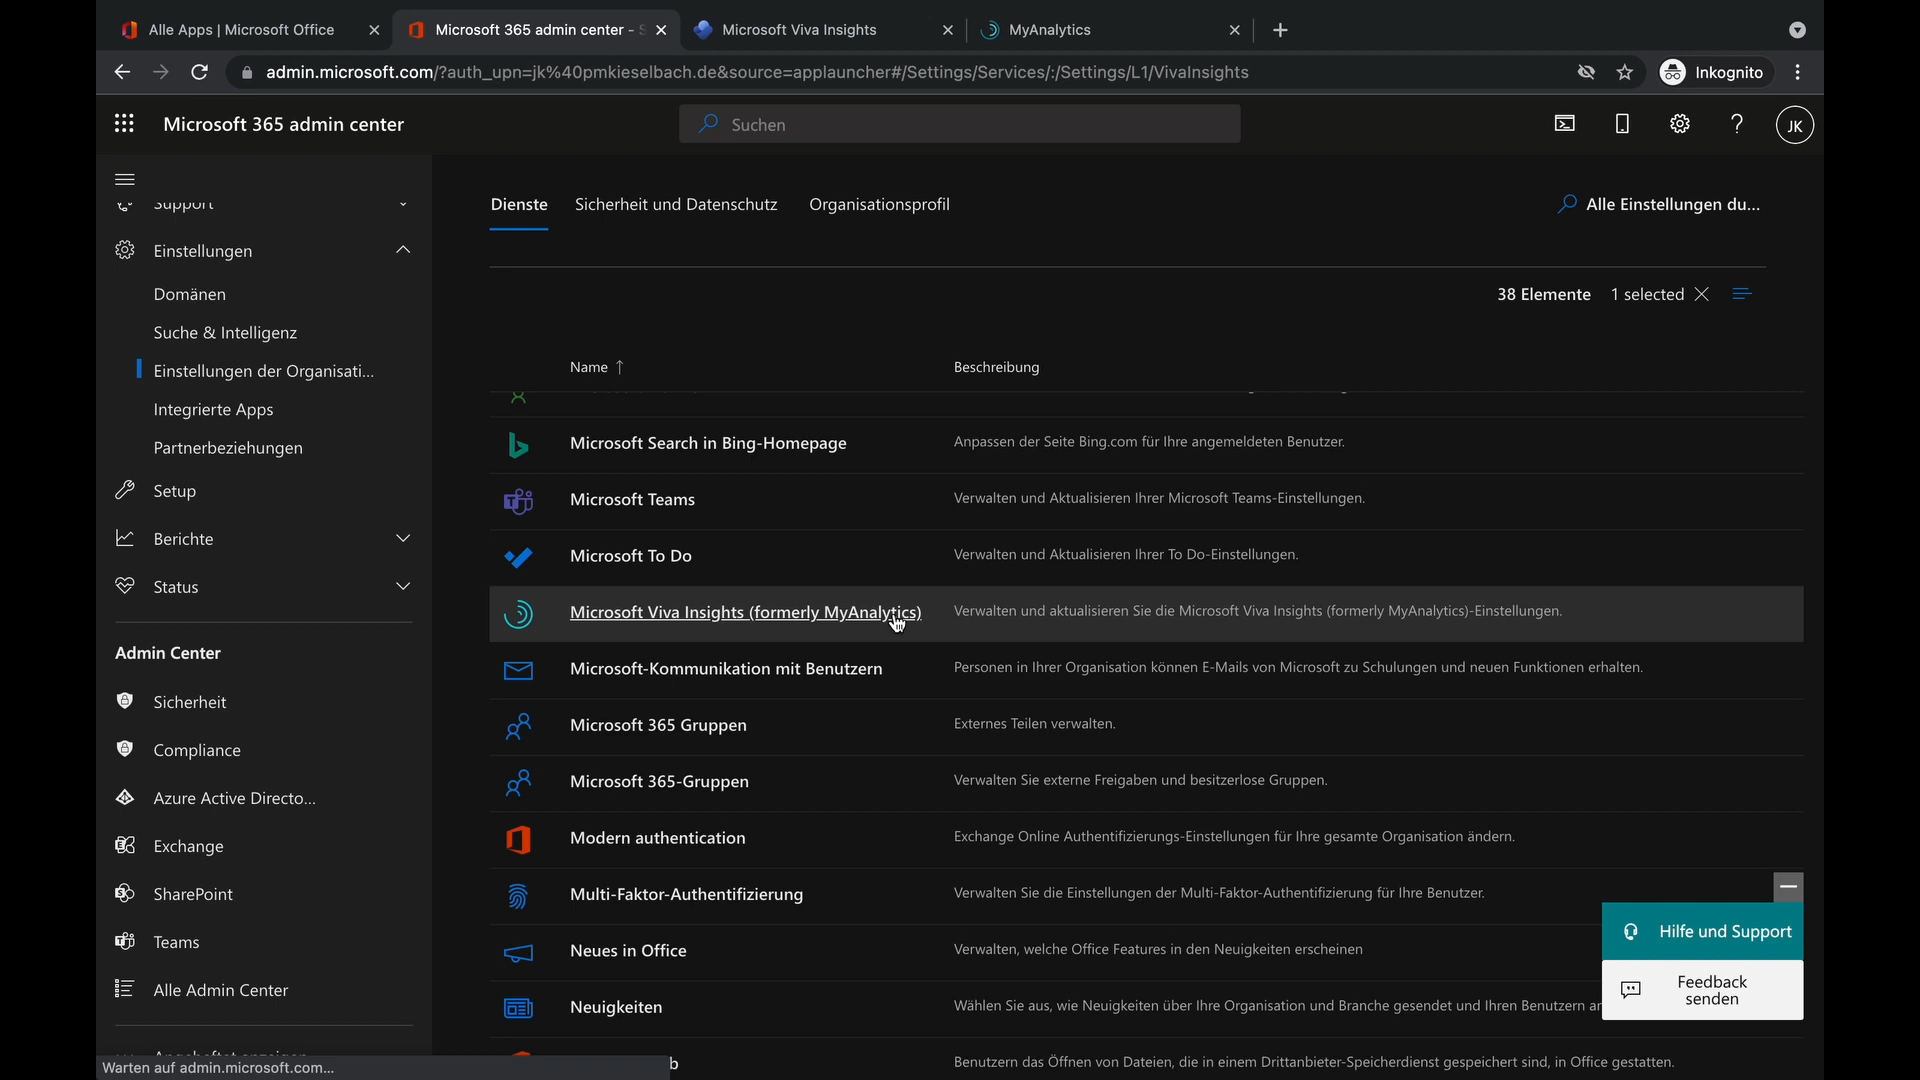 Alle Apps | Microsoft Office
Microsoft 365 admin center -
Microsoft Viva Insights
MyAnalytics
admin.microsoft.com/?auth_upn=jk%40pmkieselbach.de&source=applauncher#/Settings/Services/:/Settings/L1/VivaInsights
Inkognito
Microsoft 365 admin center
Suchen
JK
Support
Einstellungen
Domänen
Suche & Intelligenz
Einstellungen der Organisati...
Integrierte Apps
Partnerbeziehungen
Setup
Berichte
Status
Admin Center
Sicherheit
Compliance
Azure Active Directo...
Exchange
SharePoint
Teams
Alle Admin Center
Warten auf admin.microsoft.com...
Dienste
Sicherheit und Datenschutz
Organisationsprofil
Alle Einstellungen du...
38 Elemente
1 selected
Name ↑
Beschreibung
Microsoft Search in Bing-Homepage
Anpassen der Seite Bing.com für Ihre angemeldeten Benutzer.
Microsoft Teams
Verwalten und Aktualisieren Ihrer Microsoft Teams-Einstellungen.
Microsoft To Do
Verwalten und Aktualisieren Ihrer To Do-Einstellungen.
Microsoft Viva Insights (formerly MyAnalytics)
Verwalten und aktualisieren Sie die Microsoft Viva Insights (formerly MyAnalytics)-Einstellungen.
Microsoft-Kommunikation mit Benutzern
Personen in Ihrer Organisation können E-Mails von Microsoft zu Schulungen und neuen Funktionen erhalten.
Microsoft 365 Gruppen
Externes Teilen verwalten.
Microsoft 365-Gruppen
Verwalten Sie externe Freigaben und besitzerlose Gruppen.
Modern authentication
Exchange Online Authentifizierungs-Einstellungen für Ihre gesamte Organisation ändern.
Multi-Faktor-Authentifizierung
Verwalten Sie die Einstellungen der Multi-Faktor-Authentifizierung für Ihre Benutzer.
Neues in Office
Verwalten, welche Office Features in den Neuigkeiten erscheinen
Neuigkeiten
Wählen Sie aus, wie Neuigkeiten über Ihre Organisation und Branche gesendet und Ihren Benutzern
b
Benutzern das Öffnen von Dateien, die in einem Drittanbieter-Speicherdienst gespeichert sind, in Office gestatten.
Hilfe und Support
Feedback
senden